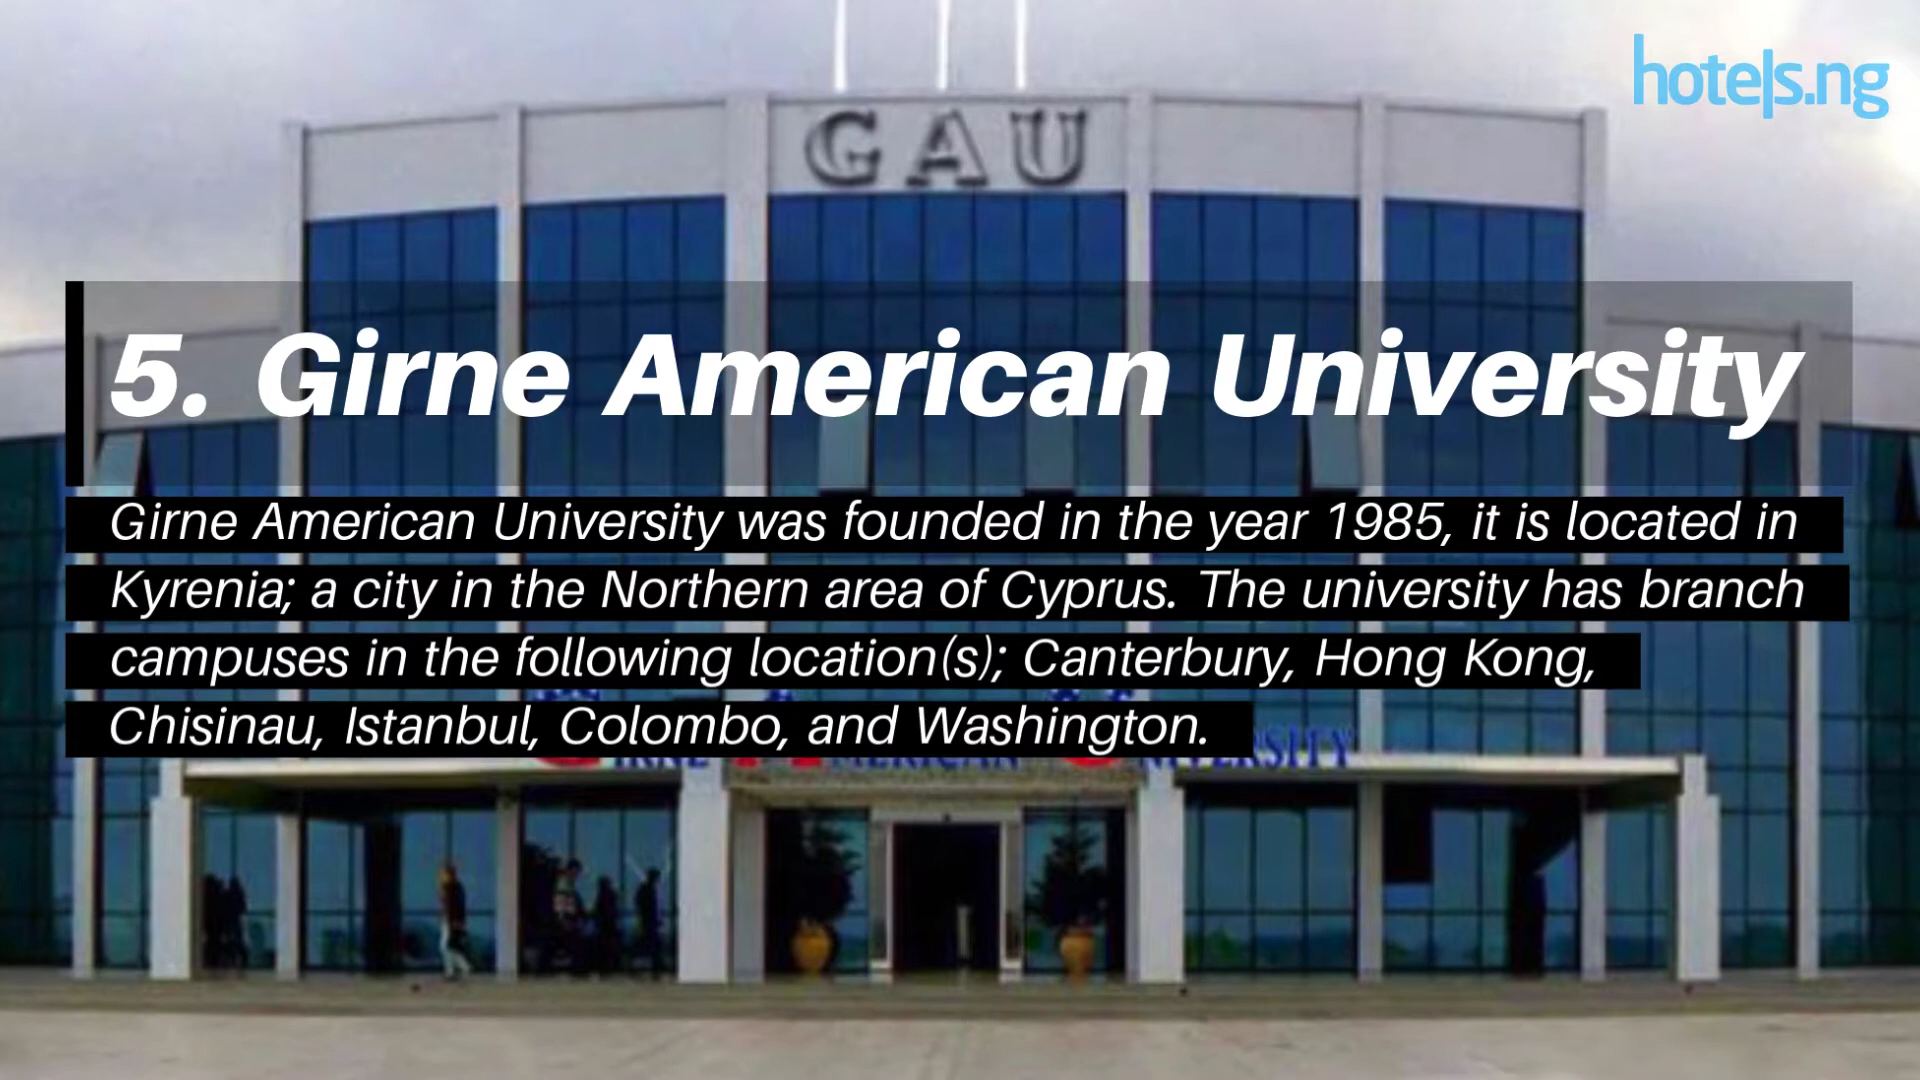 hotels.ng
GAU
5. Girne American University
Girne American University was founded in the year 1985, it is located in
Kyrenia; a city in the Northern area of Cyprus. The university has branch
campuses in the following location(s); Canterbury, Hong Kong,
Chisinau, Istanbul, Colombo, and Washington.